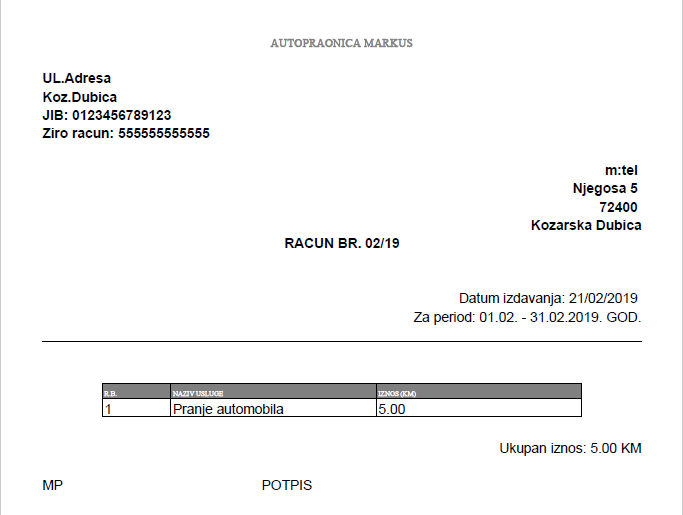 AUTOPRAONICA MARKUS
UL.Adresa
Koz.Dubica
JIB: 0123456789123
Ziro racun: 555555555555
m:tel
Njegosa 5
72400
Kozarska Dubica
RACUN BR. 02/19
Datum izdavanja: 21/02/2019
Za period: 01.02. - 31.02.2019. GOD.
R.B. NAZIV USLUGE IZNOS (KM)
1 Pranje automobila 5.00
Ukupan iznos: 5.00 KM
MP POTPIS